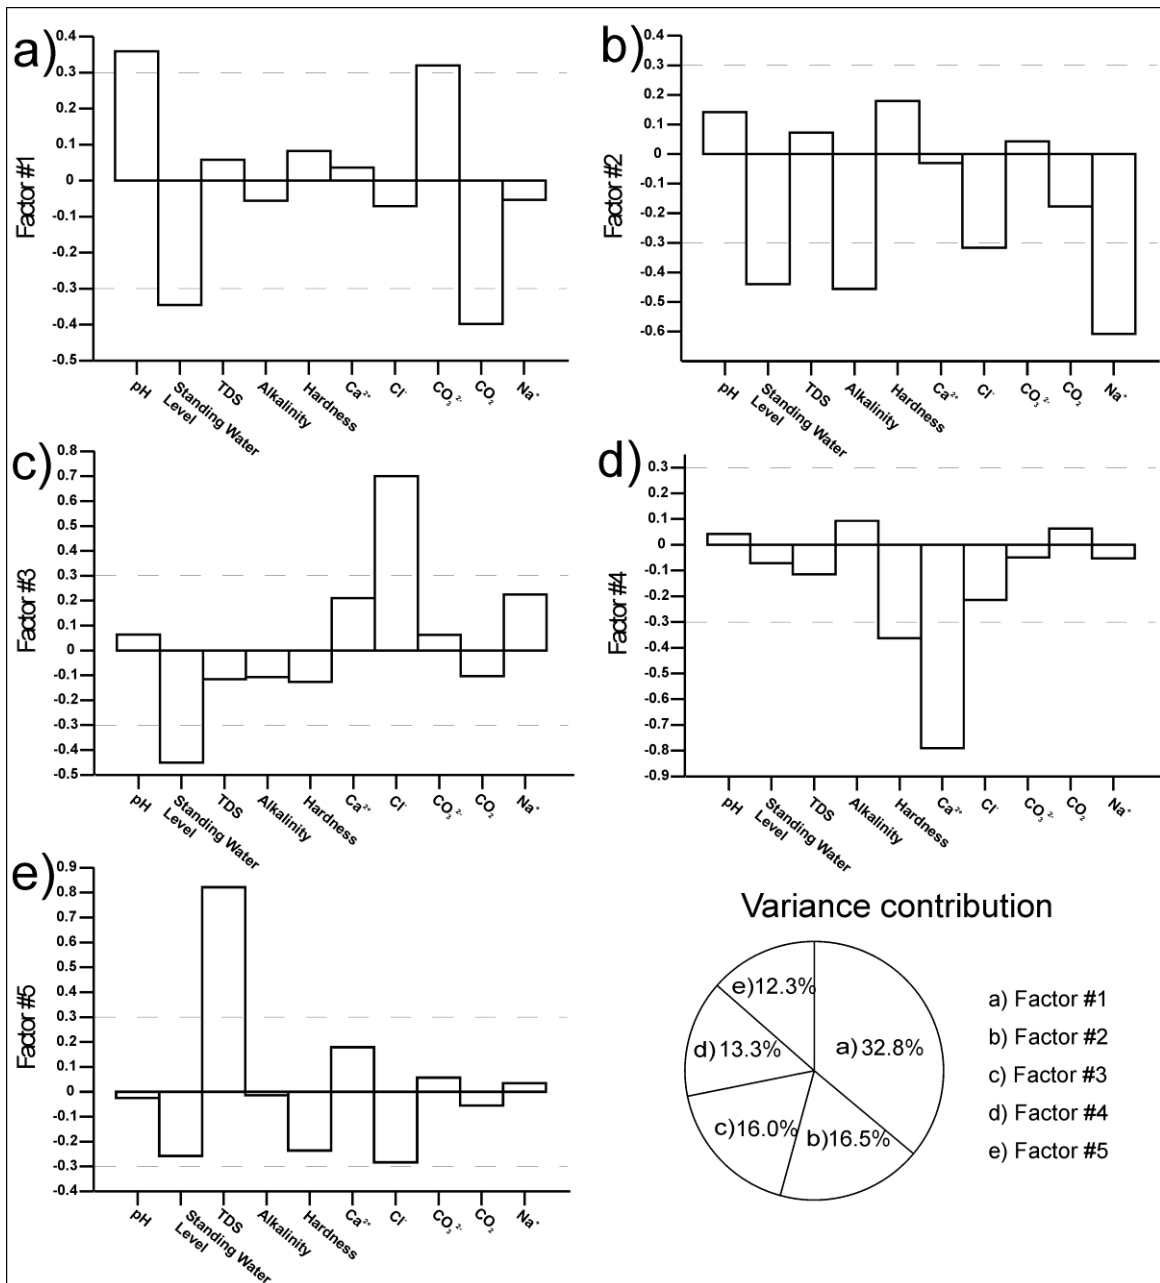 a)
Factor #1
0.4
0.3
0.2
0.1
0
-0.1
-0.2
-0.3
-0.4
-0.5
pH
Standing Water
Level
TDS
Alkalinity
Hardness
Ca²⁺
Cl⁻
CO₃²⁻
CO₂
Na⁺
b)
Factor #2
0.4
0.3
0.2
0.1
0
-0.1
-0.2
-0.3
-0.4
-0.5
-0.6
pH
Standing Water
Level
TDS
Alkalinity
Hardness
Ca²⁺
Cl⁻
CO₃²⁻
CO₂
Na⁺
c)
Factor #3
0.8
0.7
0.6
0.5
0.4
0.3
0.2
0.1
0
-0.1
-0.2
-0.3
-0.4
-0.5
pH
Standing Water
Level
TDS
Alkalinity
Hardness
Ca²⁺
Cl⁻
CO₃²⁻
CO₂
Na⁺
d)
Factor #4
0.3
0.2
0.1
0
-0.1
-0.2
-0.3
-0.4
-0.5
-0.6
-0.7
-0.8
-0.9
pH
Standing Water
Level
TDS
Alkalinity
Hardness
Ca²⁺
Cl⁻
CO₃²⁻
CO₂
Na⁺
e)
Factor #5
0.9
0.8
0.7
0.6
0.5
0.4
0.3
0.2
0.1
0
-0.1
-0.2
-0.3
-0.4
pH
Standing Water
Level
TDS
Alkalinity
Hardness
Ca²⁺
Cl⁻
CO₃²⁻
CO₂
Na⁺
Variance contribution
e)12.3%
d)13.3%
a)32.8%
c)16.0%
b)16.5%
a) Factor #1
b) Factor #2
c) Factor #3
d) Factor #4
e) Factor #5